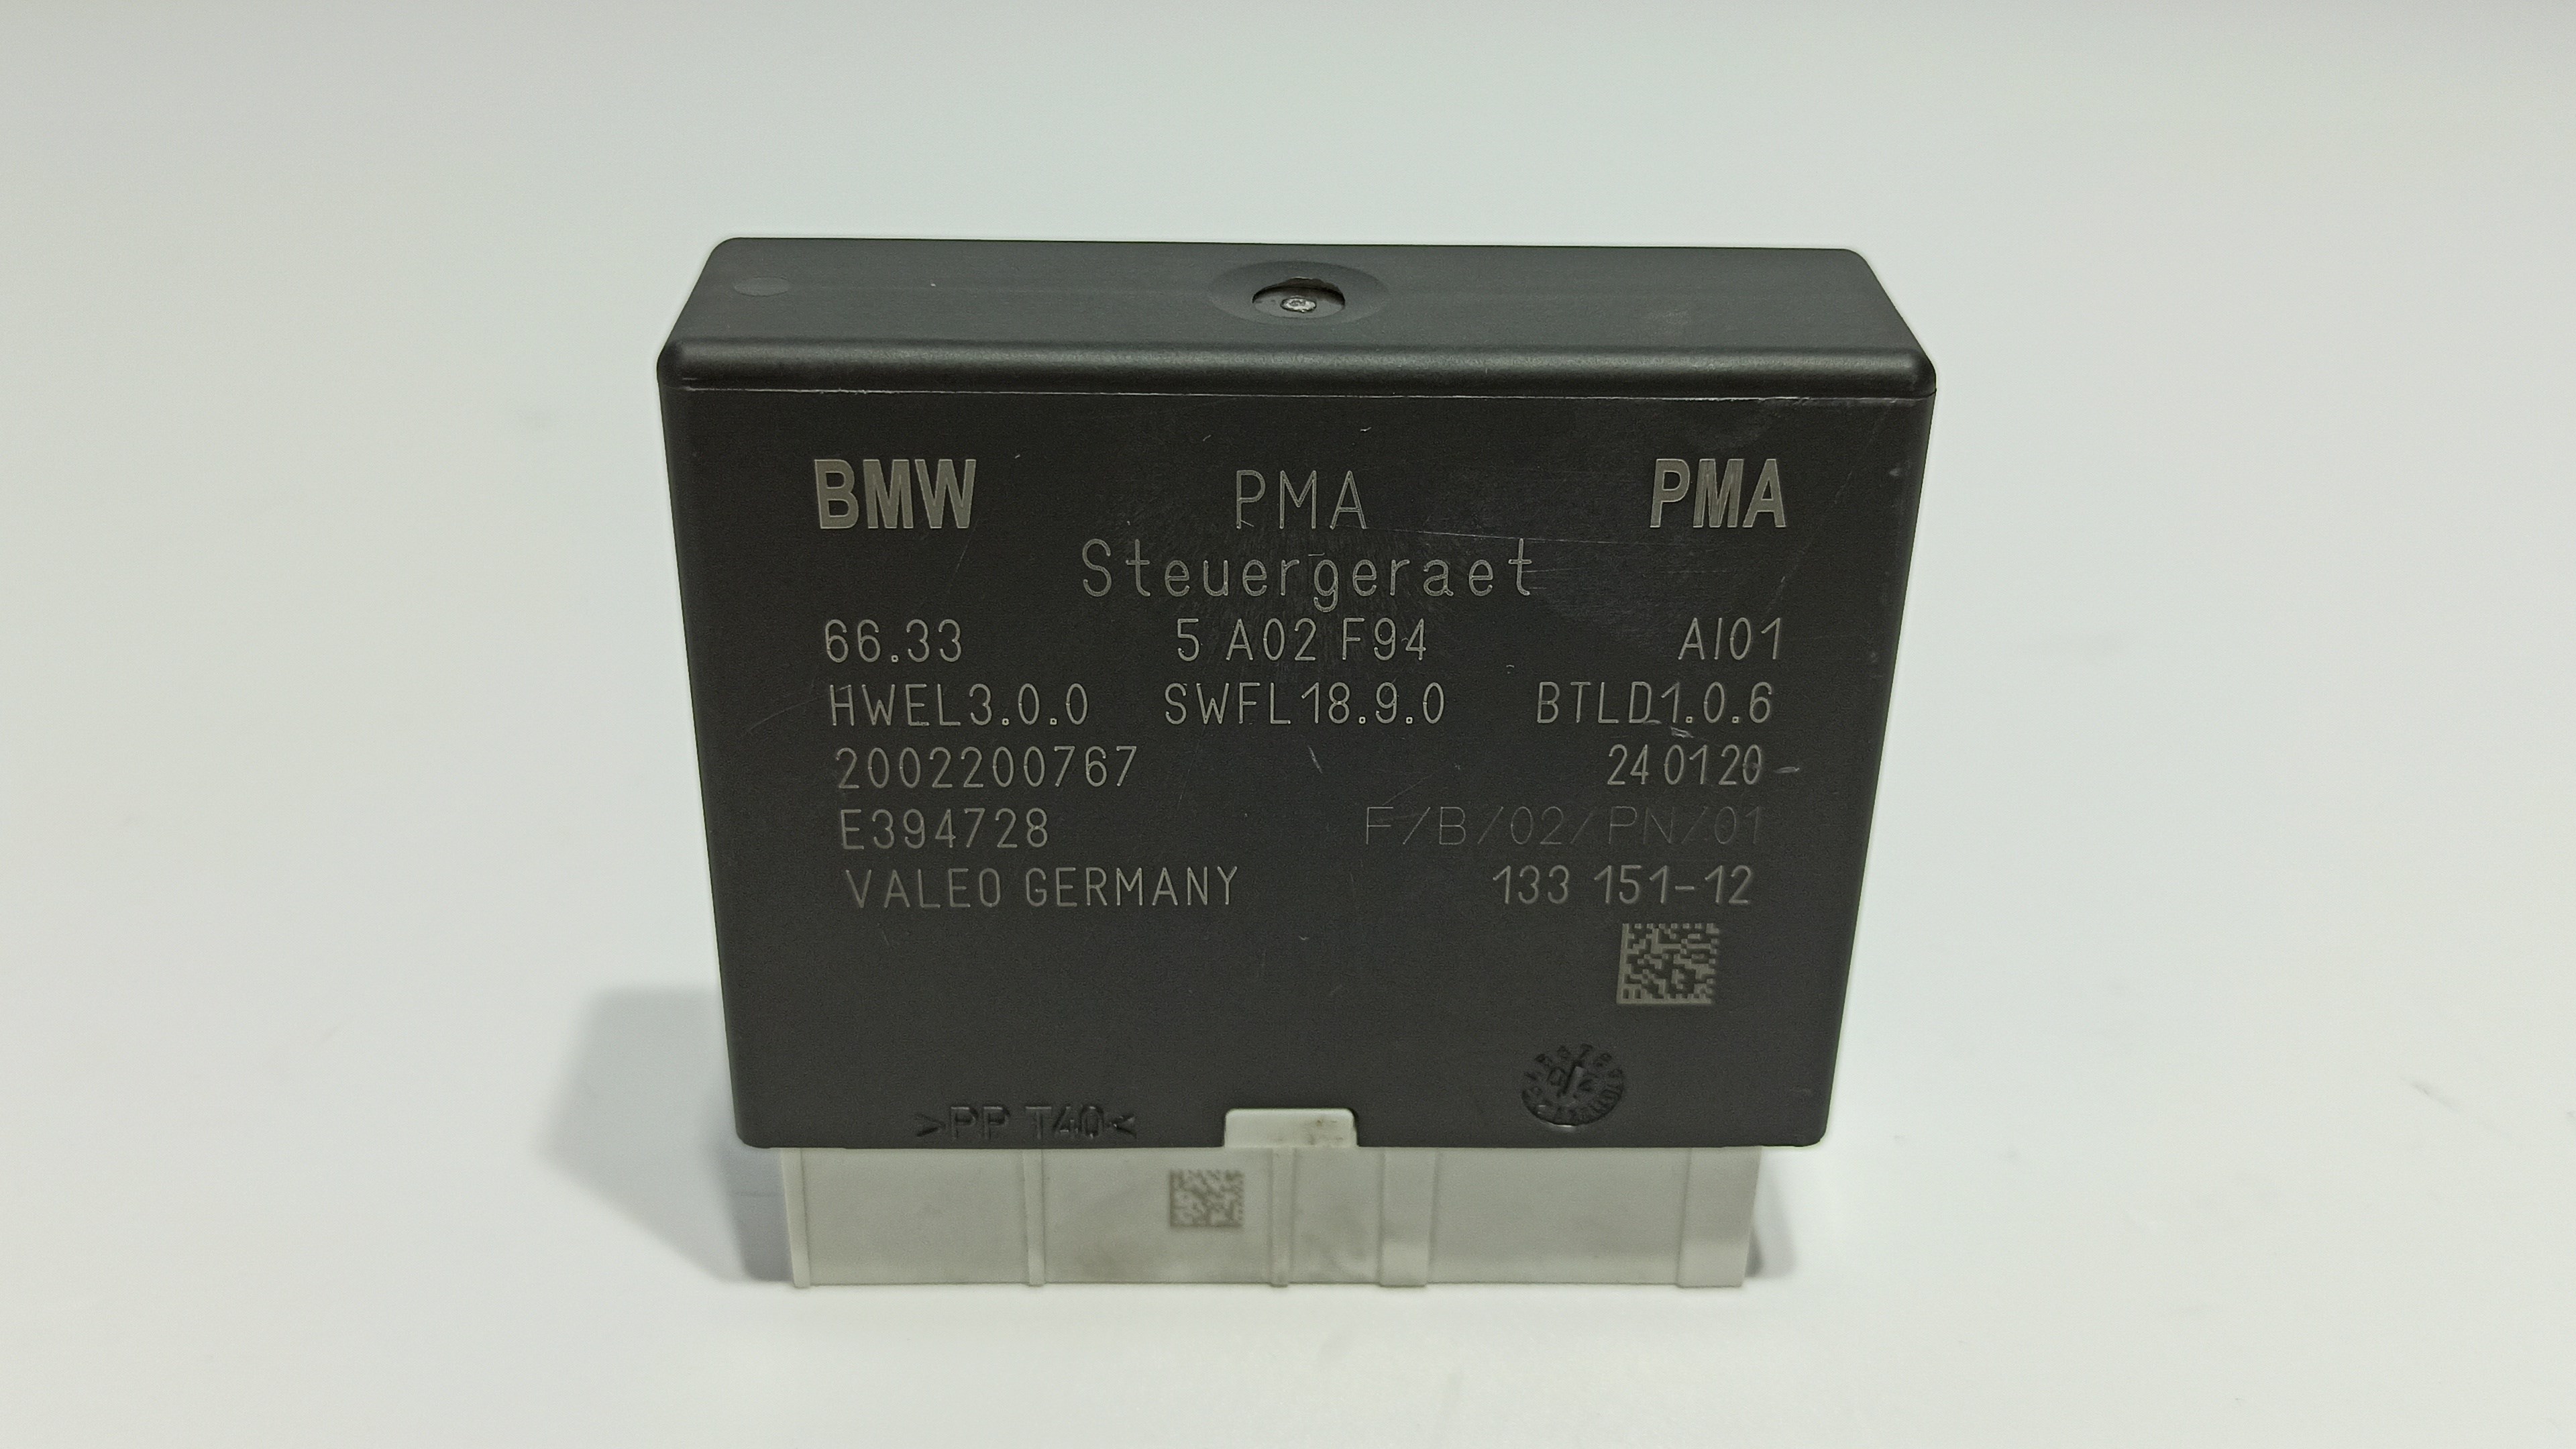 BMW PMA PMA
Steuergeraet
66.33 5 A02 F94 AI01
HWEL3.0.0 SWFL18.9.0 BTLD1.0.6
2002200767 240120
E394728 F/B/02/PN/01
VALEO GERMANY 133 151-12
>PP T40<